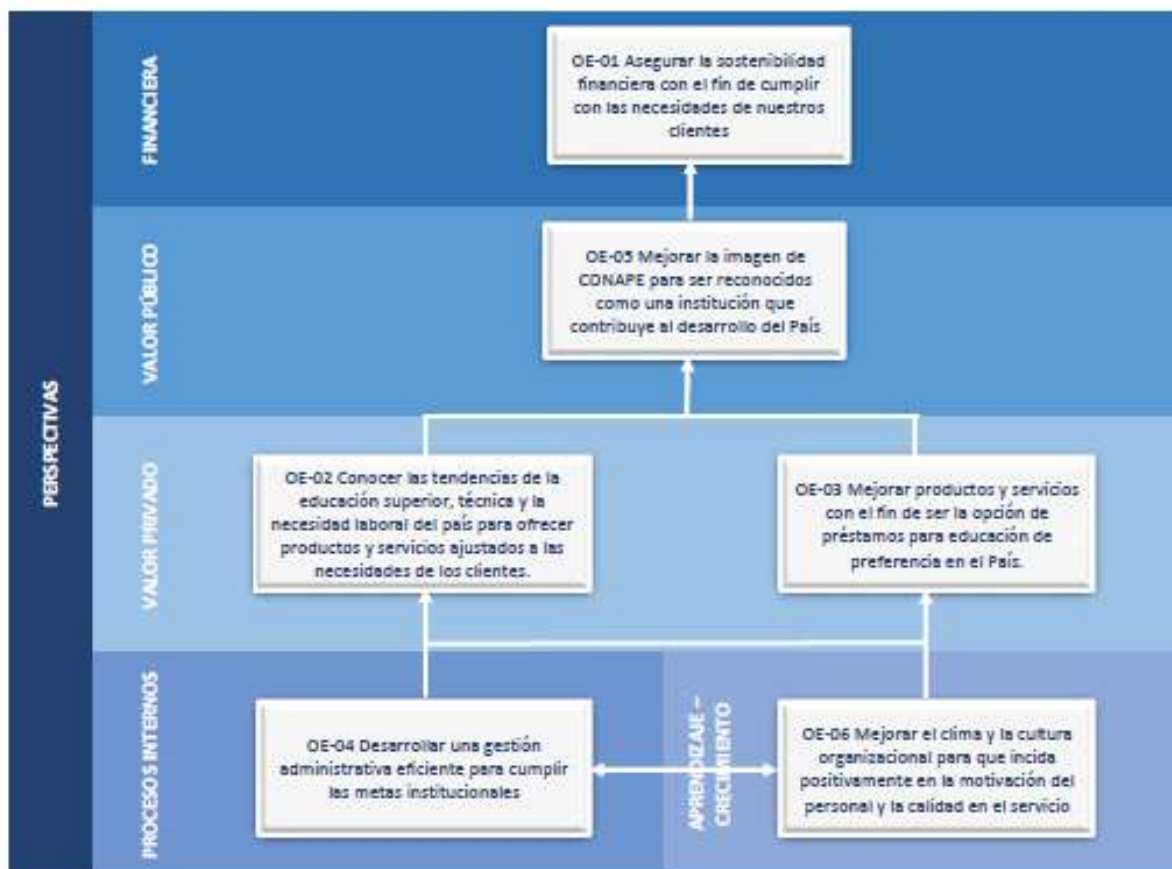 PERSPECTIVAS
FINANCIERA
OE-01 Asegurar la sostenibilidad
financiera con el fin de cumplir
con las necesidades de nuestros
clientes
VALOR PÚBLICO
OE-05 Mejorar la imagen de
CONAPE para ser reconocidos
como una institución que
contribuye al desarrollo del País
VALOR PRIVADO
OE-02 Conocer las tendencias de la
educación superior, técnica y la
necesidad laboral del país para ofrecer
productos y servicios ajustados a las
necesidades de los clientes.
OE-03 Mejorar productos y servicios
con el fin de ser la opción de
préstamos para educación de
preferencia en el País.
PROCESOS INTERNOS
OE-04 Desarrollar una gestión
administrativa eficiente para cumplir
las metas institucionales
APRENDIZAJE –
CRECIMIENTO
OE-06 Mejorar el clima y la cultura
organizacional para que incida
positivamente en la motivación del
personal y la calidad en el servicio